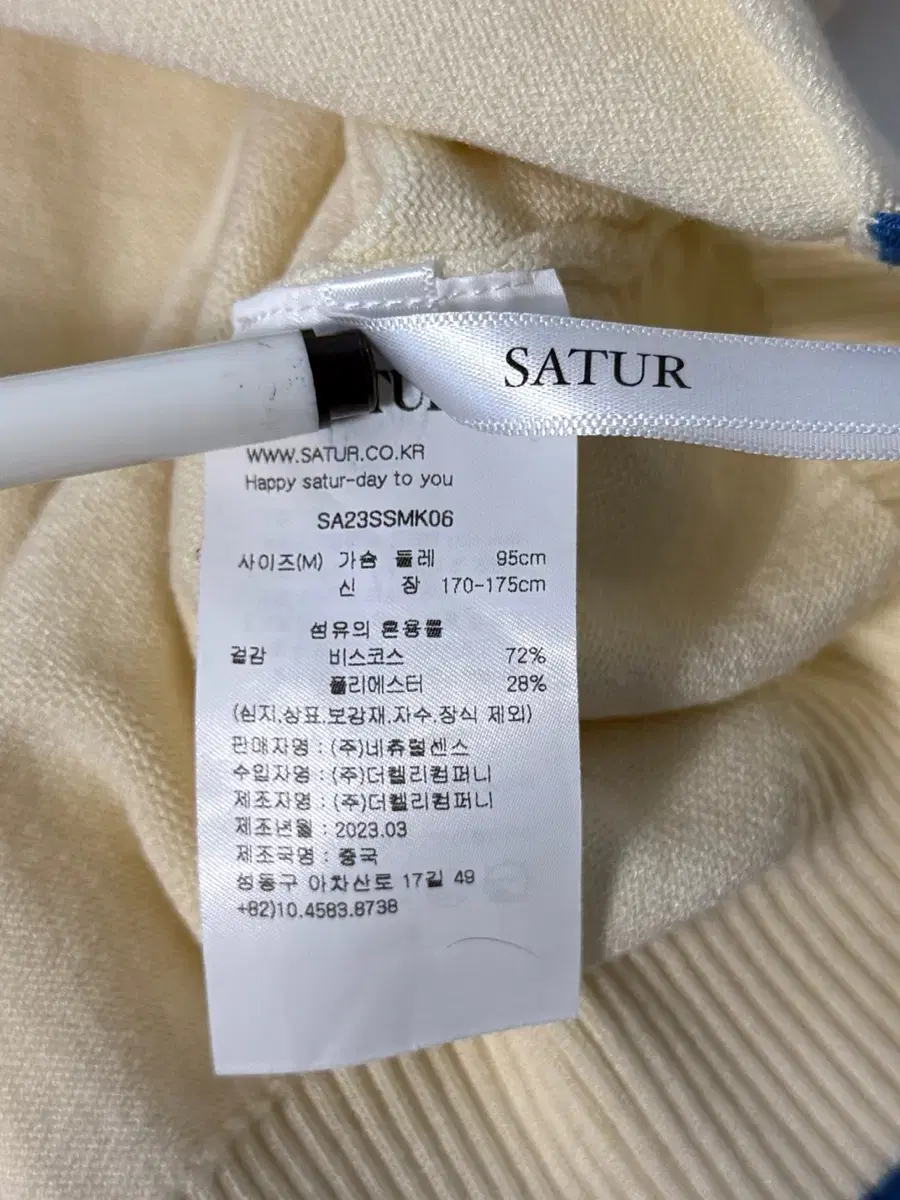 SATUR
WWW.SATUR.CO.KR
Happy satur-day to you
SA23SSMK06
사이즈(M) 가슴 둘레 95cm
신 장 170-175cm
섬유의 혼용률
겉감 비스코스 72%
폴리에스터 28%
(심지,상표,보강재,자수,장식 제외)
판매자명 : (주)비츄럴센스
수입자명 : (주)더캘리컴퍼니
제조자명 : (주)더캘리컴퍼니
제조년월 : 2023.03
제조국명 : 중국
성동구 아차산로 17길 49
+82)10.4583.8738